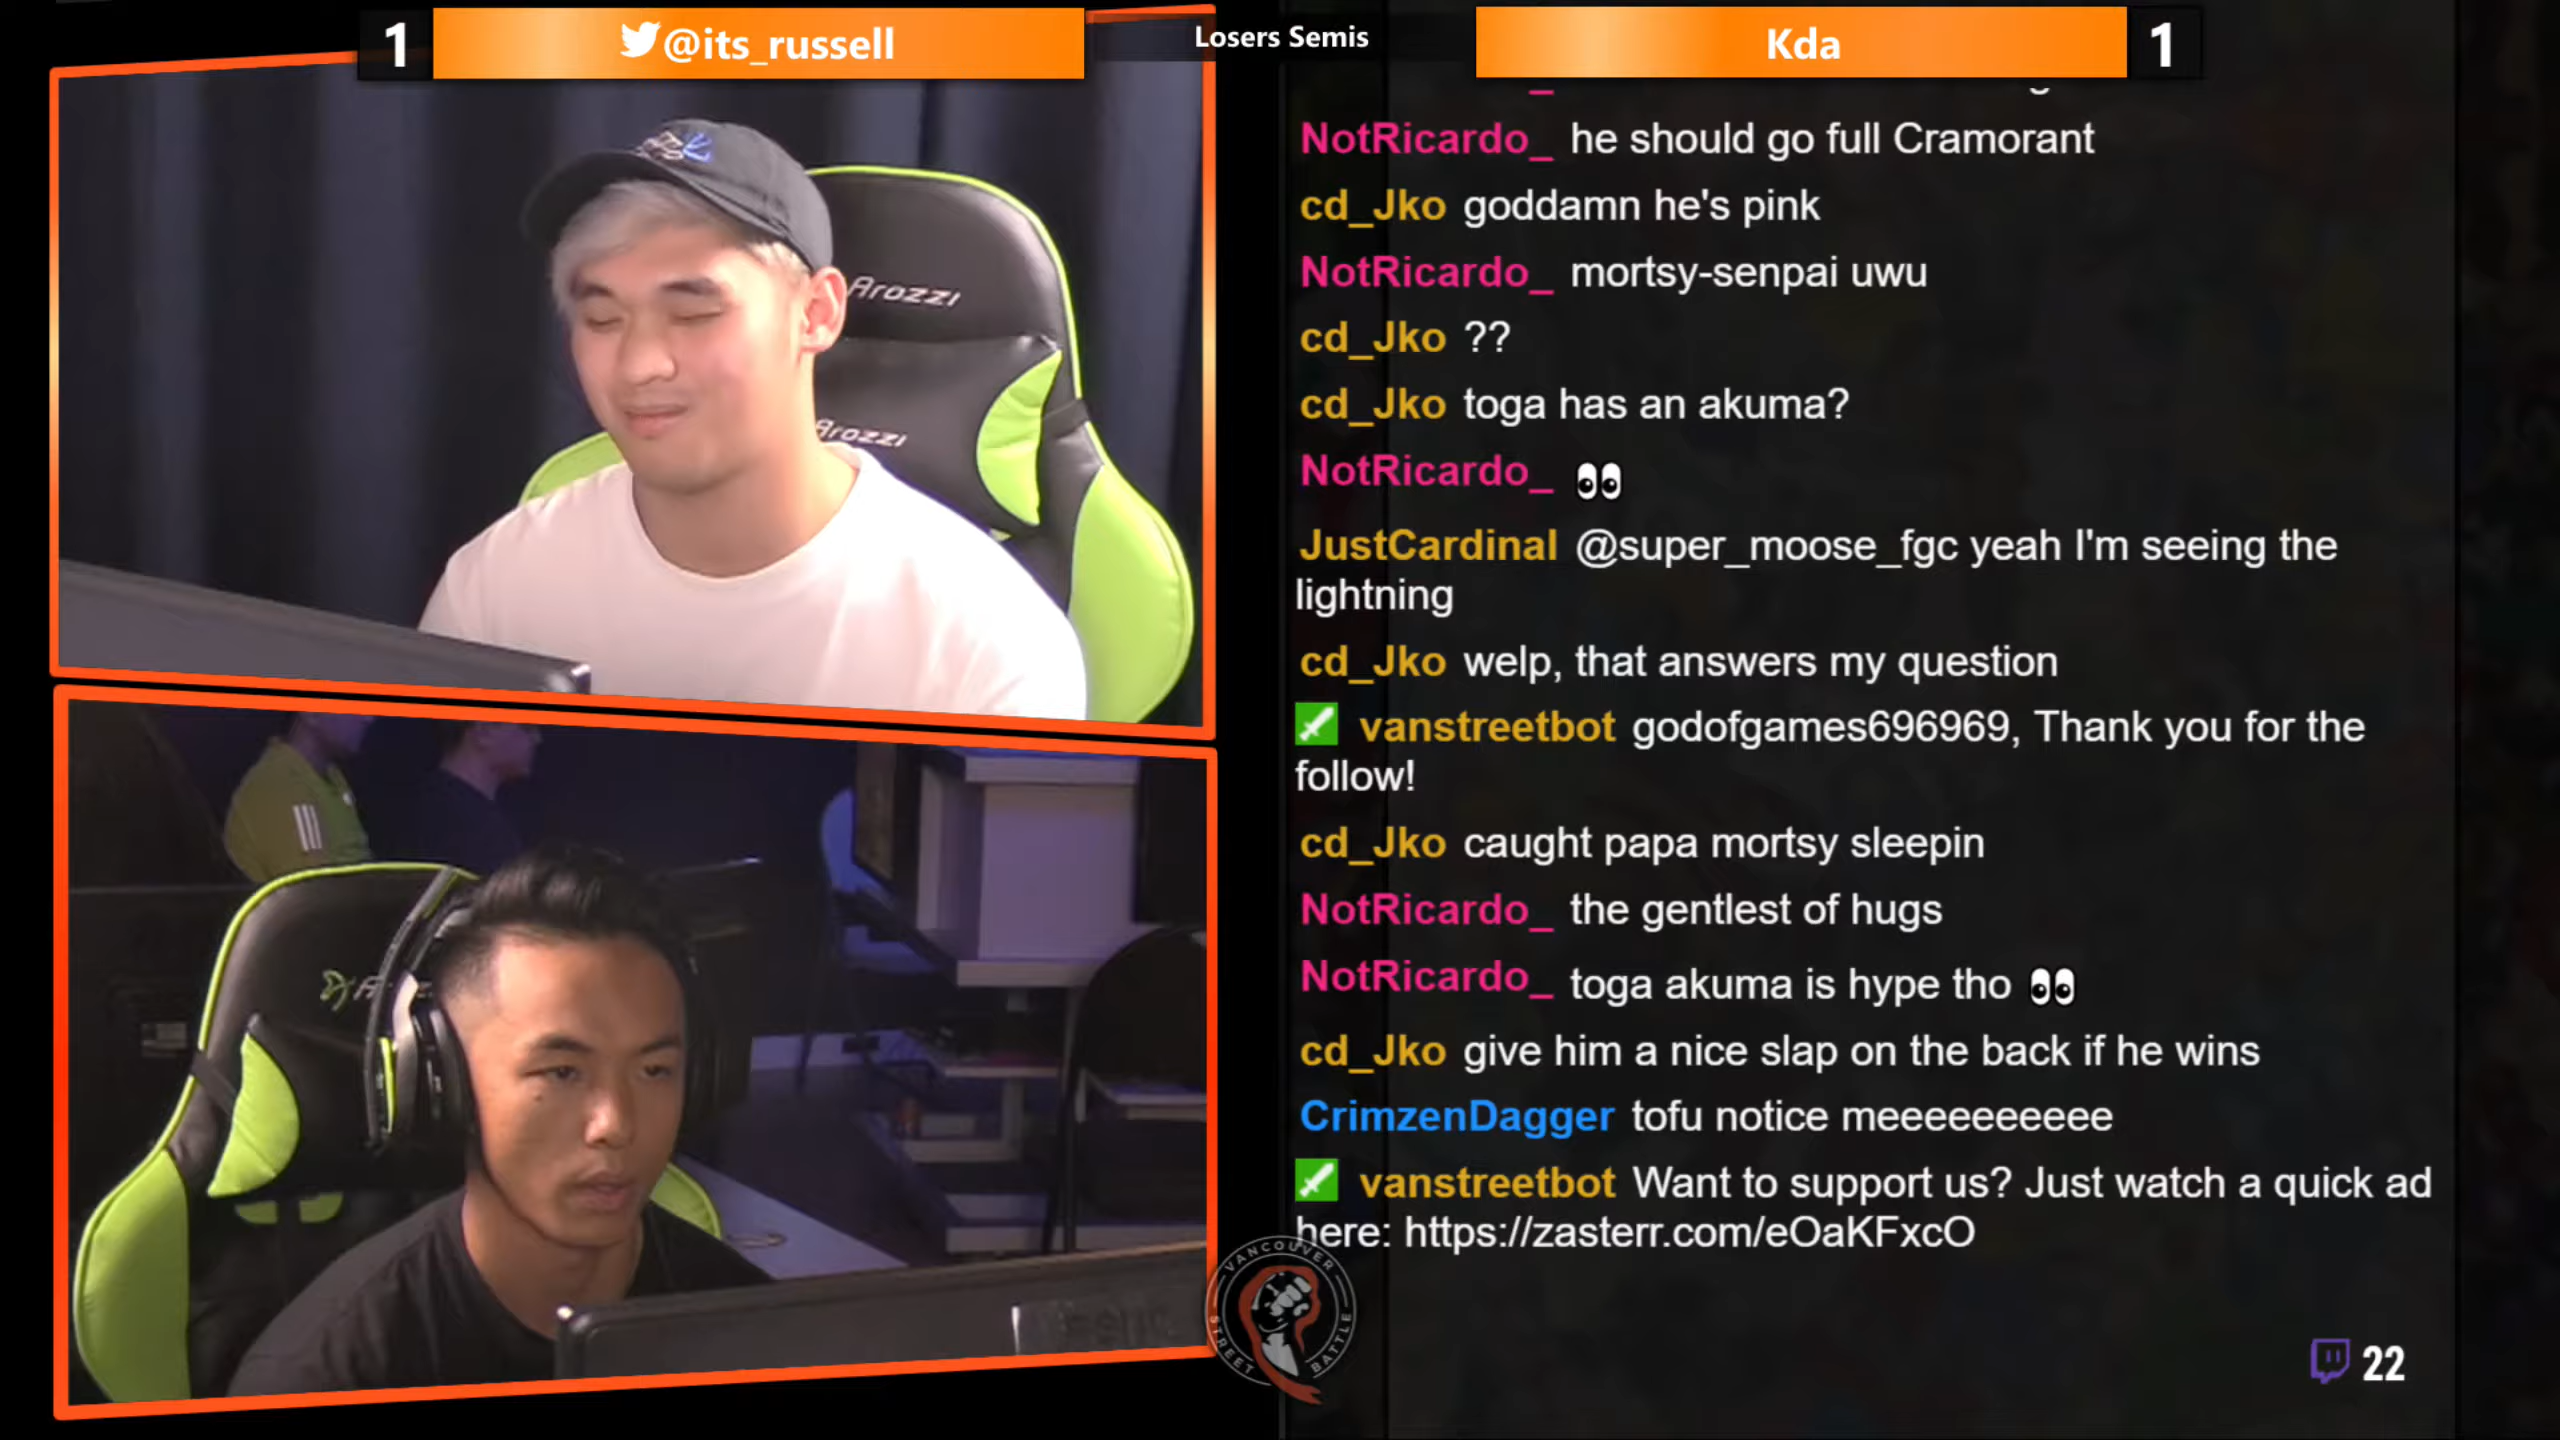 1
@its_russell
Losers Semis
Kda
1
NotRicardo_ he should go full Cramorant
cd_Jko goddamn he's pink
NotRicardo_ mortsy-senpai uwu
cd_Jko ??
cd_Jko toga has an akuma?
NotRicardo_ 👀
JustCardinal @super_moose_fgc yeah I'm seeing the
lightning
cd_Jko welp, that answers my question
vanstreetbot godofgames696969, Thank you for the
follow!
cd_Jko caught papa mortsy sleepin
NotRicardo_ the gentlest of hugs
NotRicardo_ toga akuma is hype tho 👀
cd_Jko give him a nice slap on the back if he wins
CrimzenDagger tofu notice meeeeeeeeee
vanstreetbot Want to support us? Just watch a quick ad
here: https://zasterr.com/eOaKFxcO
22
Arozzi
Arozzi
VANCOUVER
STREET
BATTLE